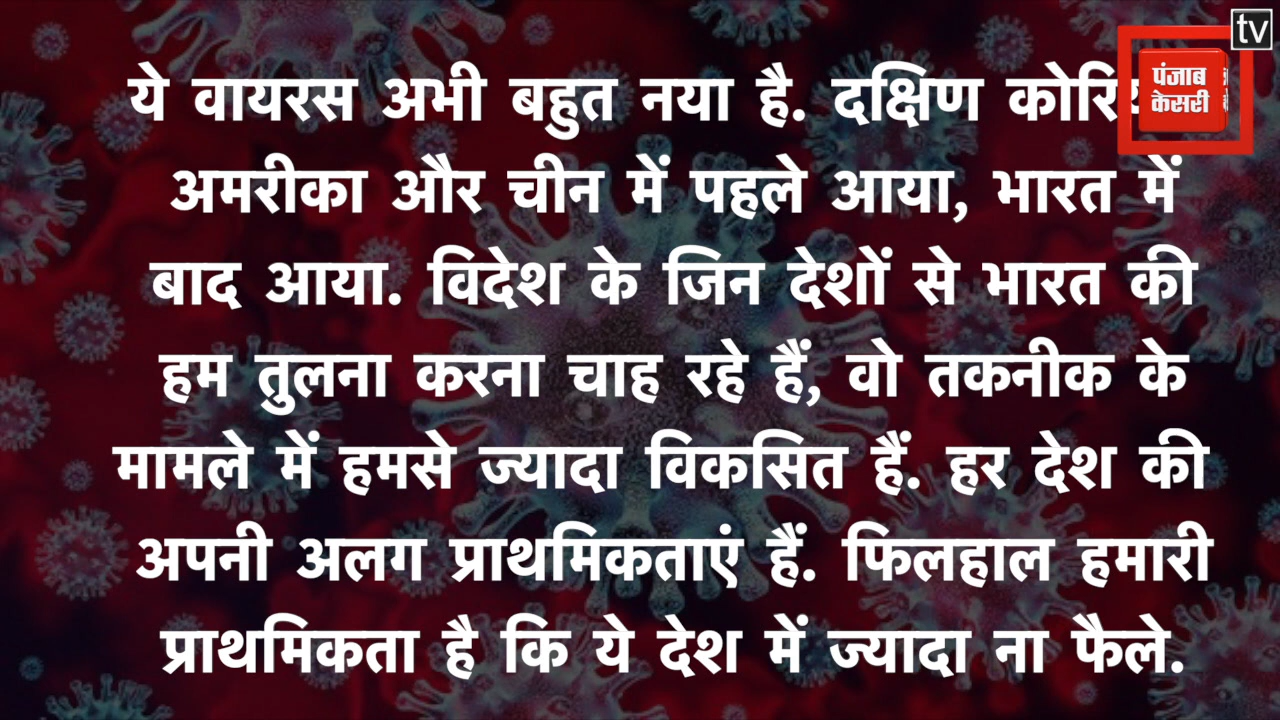 tv
पंजाब
केसरी
ये वायरस अभी बहुत नया है. दक्षिण
अमरीका और चीन में पहले आया, भारत में
बाद आया. विदेश के जिन देशों से भारत की
हम तुलना करना चाह रहे हैं, वो तकनीक के
मामले में हमसे ज्यादा विकसित हैं. हर देश की
अपनी अलग प्राथमिकताएं हैं. फिलहाल हमारी
प्राथमिकता है कि ये देश में ज्यादा ना फैले.